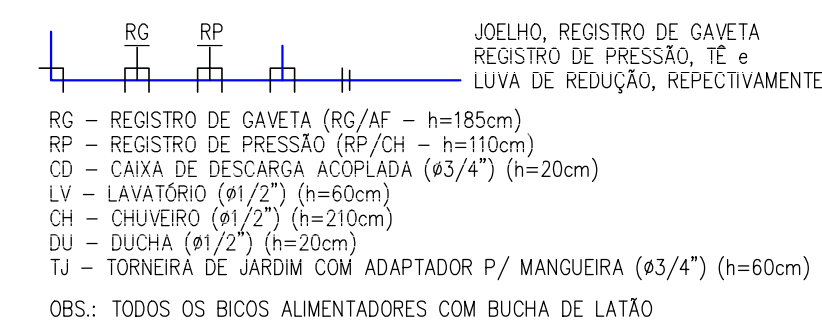 RG RP
JOELHO, REGISTRO DE GAVETA
REGISTRO DE PRESSÃO, TÊ e
LUVA DE REDUÇÃO, REPECTIVAMENTE
RG – REGISTRO DE GAVETA (RG/AF – h=185cm)
RP – REGISTRO DE PRESSÃO (RP/CH – h=110cm)
CD – CAIXA DE DESCARGA ACOPLADA (ø3/4") (h=20cm)
LV – LAVATÓRIO (ø1/2") (h=60cm)
CH – CHUVEIRO (ø1/2") (h=210cm)
DU – DUCHA (ø1/2") (h=20cm)
TJ – TORNEIRA DE JARDIM COM ADAPTADOR P/ MANGUEIRA (ø3/4") (h=60cm)
OBS.: TODOS OS BICOS ALIMENTADORES COM BUCHA DE LATÃO